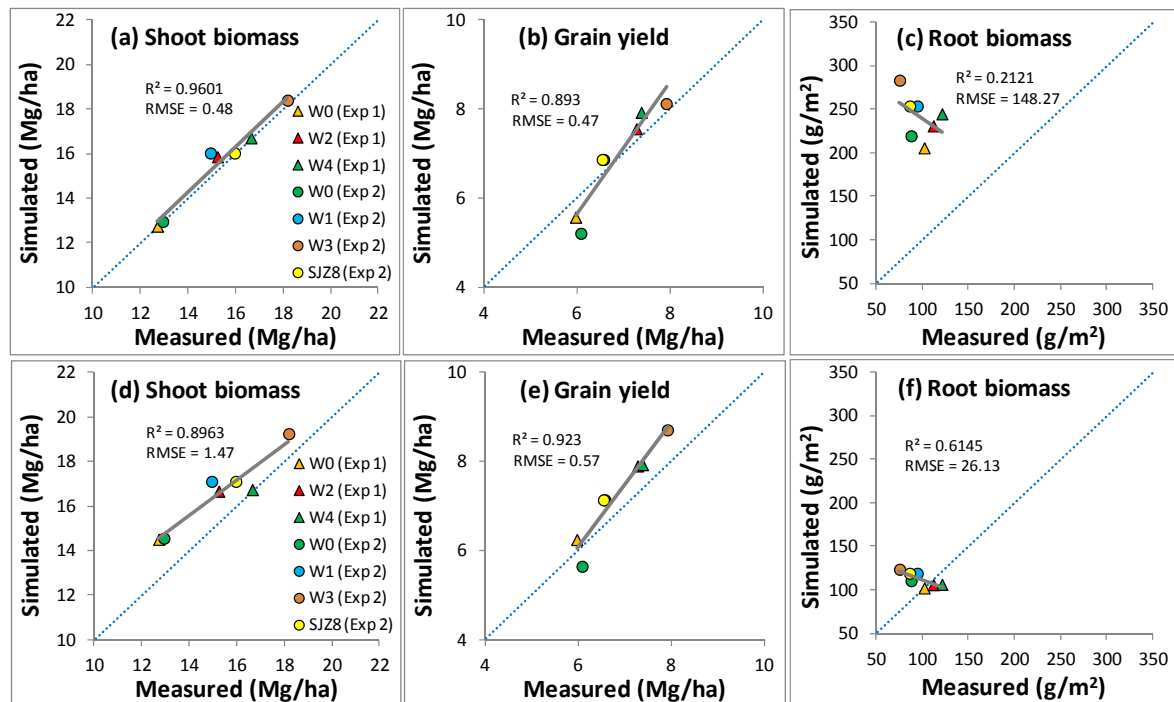 (a) Shoot biomass
R² = 0.9601
RMSE = 0.48
W0 (Exp 1)
W2 (Exp 1)
W4 (Exp 1)
W0 (Exp 2)
W1 (Exp 2)
W3 (Exp 2)
SJZ8 (Exp 2)
22
20
18
16
14
12
10
10 12 14 16 18 20 22
Simulated (Mg/ha)
Measured (Mg/ha)
(b) Grain yield
R² = 0.893
RMSE = 0.47
10
8
6
4
4 6 8 10
Simulated (Mg/ha)
Measured (Mg/ha)
(c) Root biomass
R² = 0.2121
RMSE = 148.27
350
300
250
200
150
100
50
50 100 150 200 250 300 350
Simulated (g/m²)
Measured (g/m²)
(d) Shoot biomass
R² = 0.8963
RMSE = 1.47
W0 (Exp 1)
W2 (Exp 1)
W4 (Exp 1)
W0 (Exp 2)
W1 (Exp 2)
W3 (Exp 2)
SJZ8 (Exp 2)
22
20
18
16
14
12
10
10 12 14 16 18 20 22
Simulated (Mg/ha)
Measured (Mg/ha)
(e) Grain yield
R² = 0.923
RMSE = 0.57
10
8
6
4
4 6 8 10
Simulated (Mg/ha)
Measured (Mg/ha)
(f) Root biomass
R² = 0.6145
RMSE = 26.13
350
300
250
200
150
100
50
50 100 150 200 250 300 350
Simulated (g/m²)
Measured (g/m²)